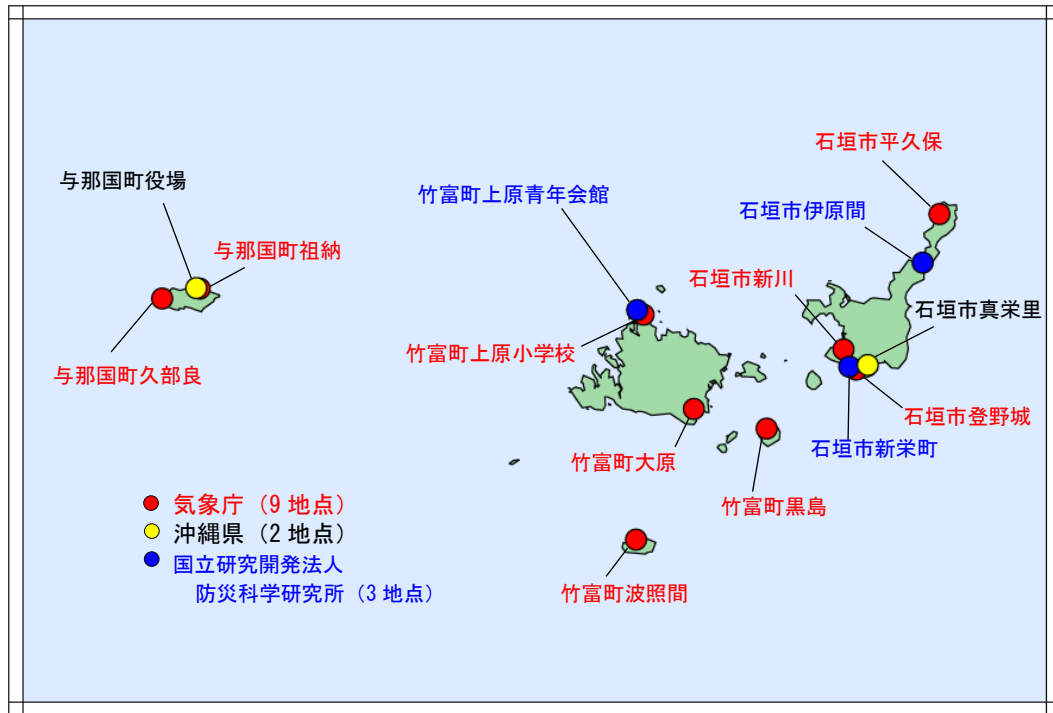 石垣市平久保
与那国町役場
竹富町上原青年会館
石垣市伊原間
与那国町祖納
石垣市新川
石垣市真栄里
竹富町上原小学校
与那国町久部良
石垣市登野城
石垣市新栄町
竹富町大原
竹富町黒島
気象庁（9 地点）
沖縄県（2 地点）
国立研究開発法人
防災科学研究所（3 地点）
竹富町波照間